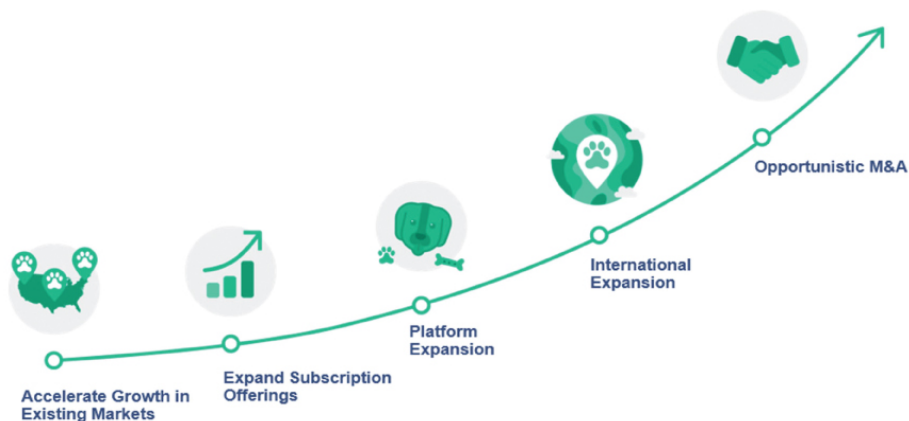 Accelerate Growth in
Existing Markets
Expand Subscription
Offerings
Platform
Expansion
International
Expansion
Opportunistic M&A